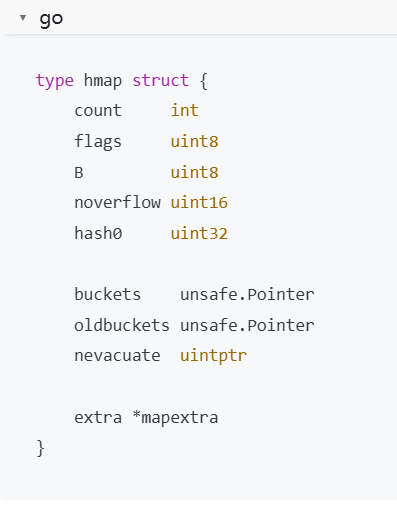 go
type hmap struct {
    count     int
    flags     uint8
    B         uint8
    noverflow uint16
    hash0     uint32
    buckets    unsafe.Pointer
    oldbuckets unsafe.Pointer
    nevacuate  uintptr
    extra *mapextra
}